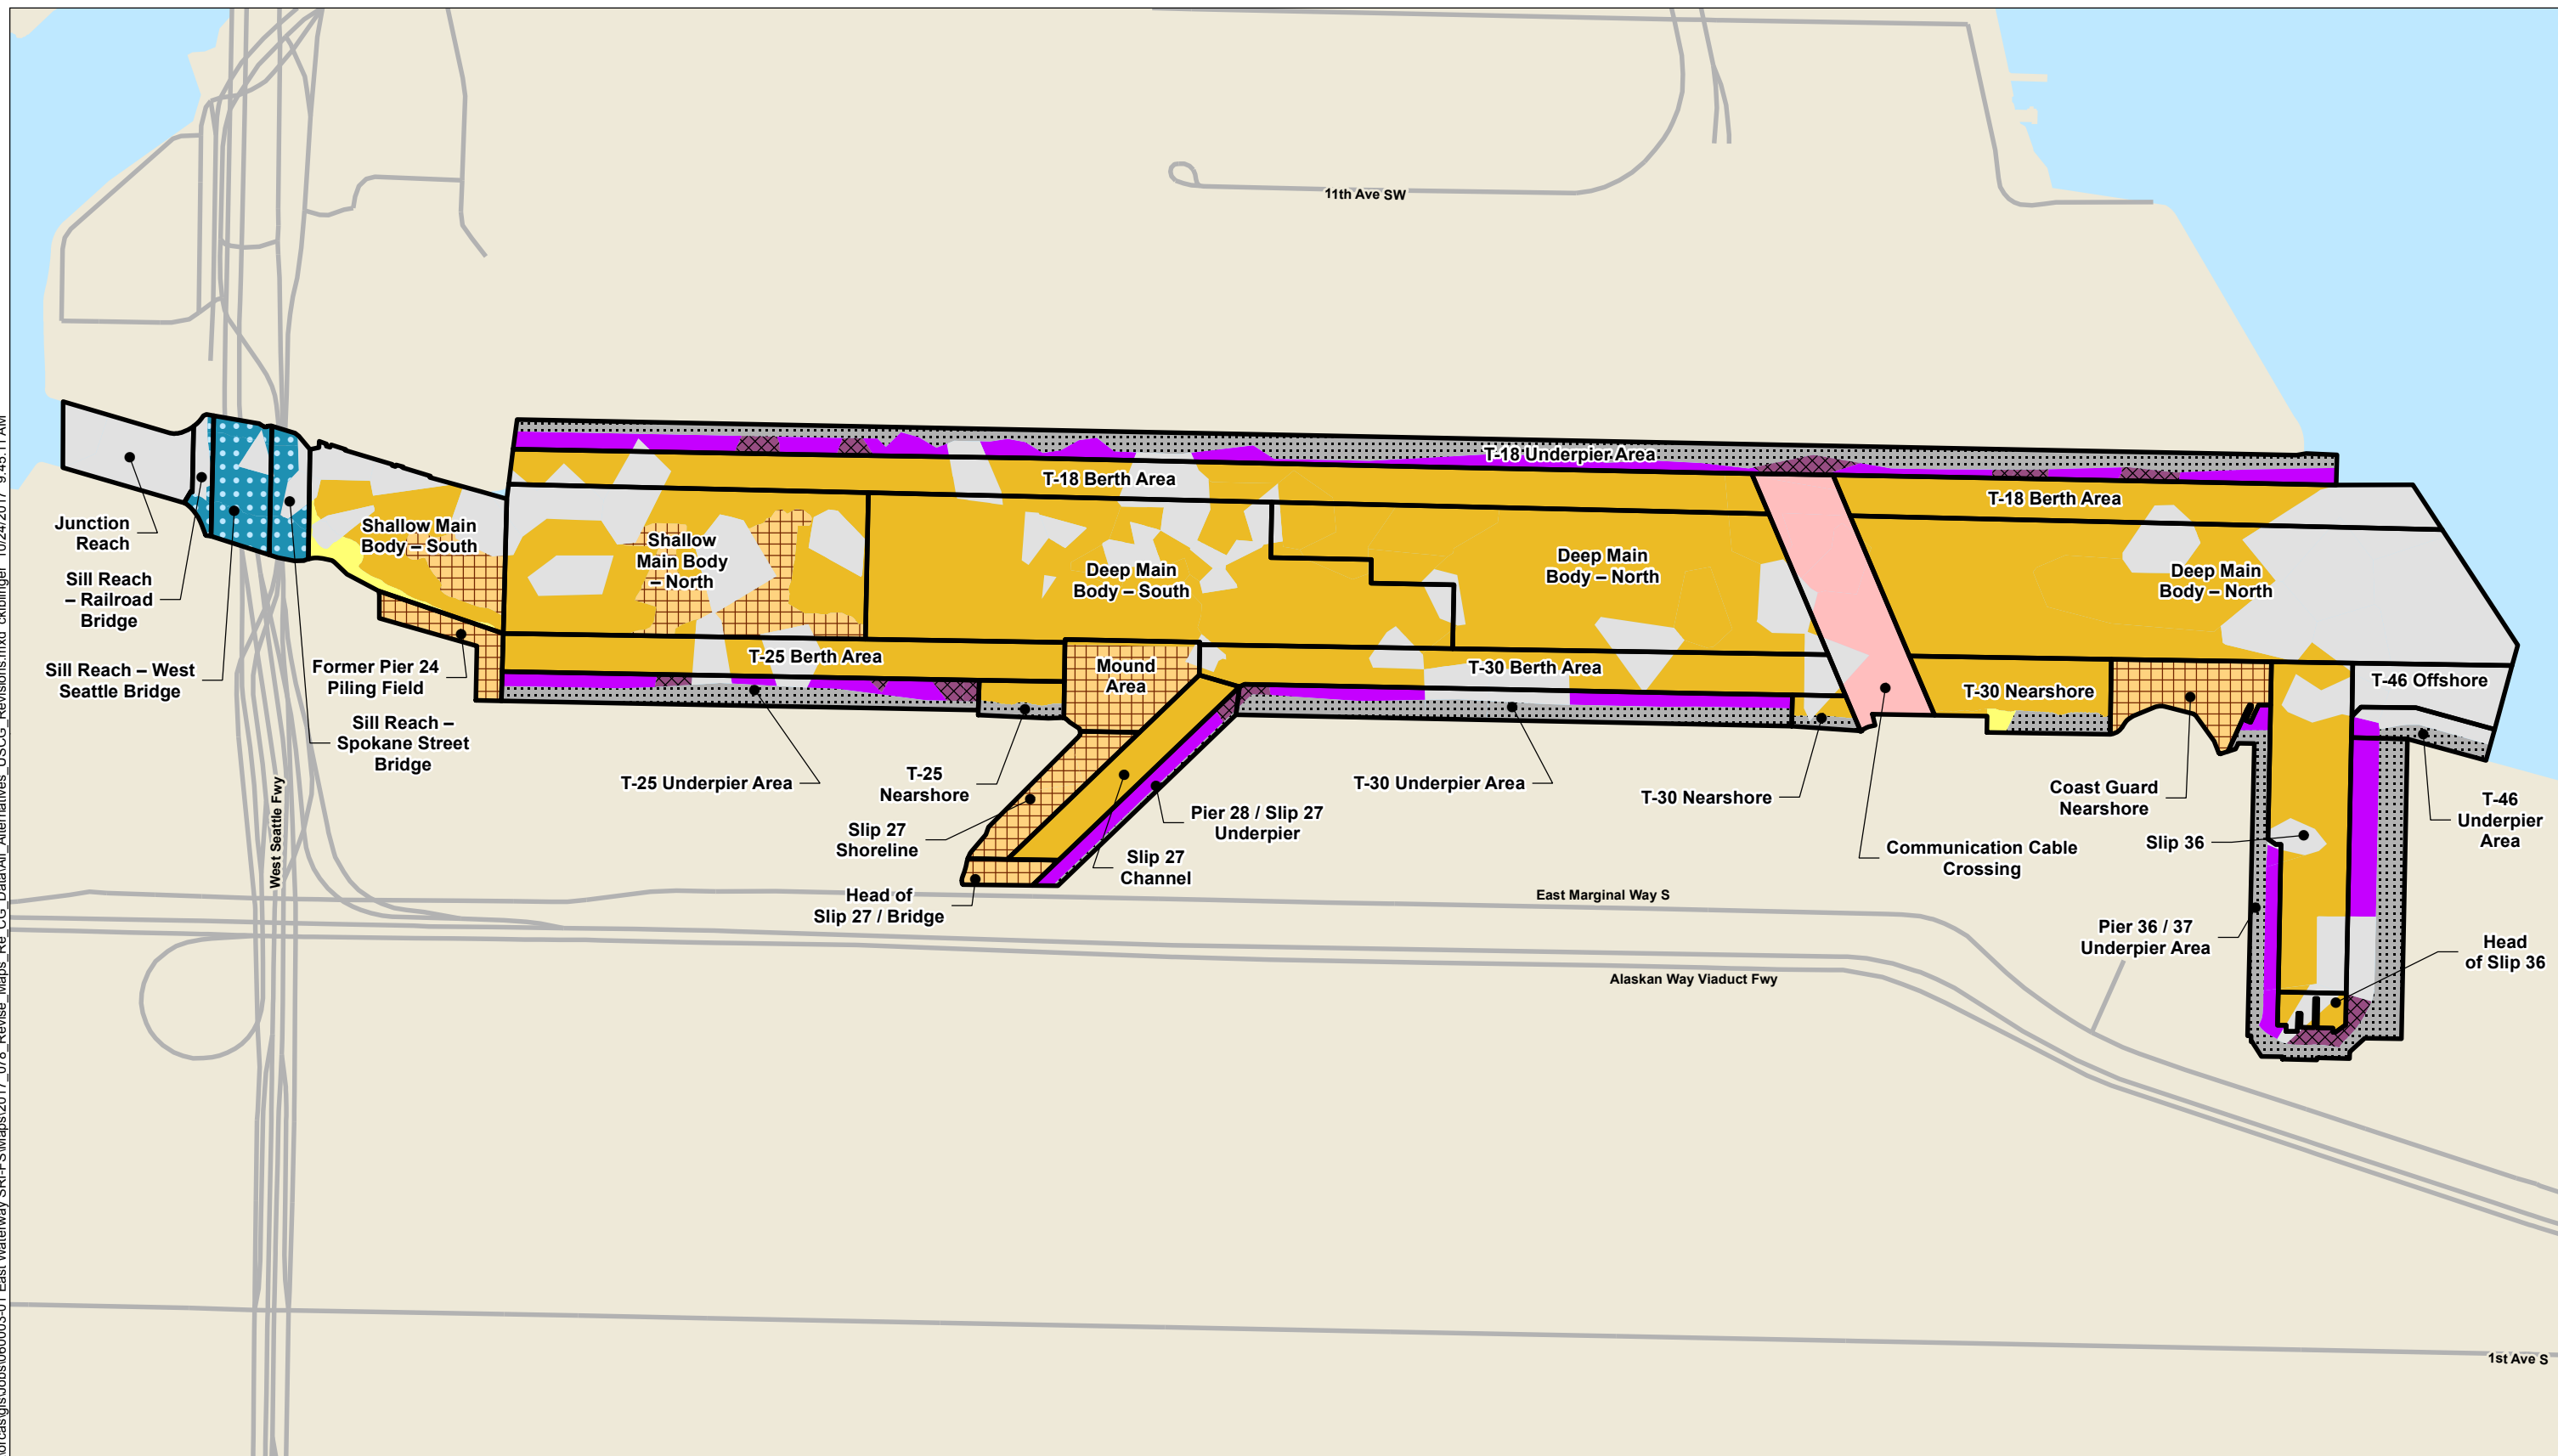 11th Ave SW
T-18 Underpier Area
T-18 Berth Area
T-18 Berth Area
Junction
Reach
Sill Reach
– Railroad
Bridge
Sill Reach – West
Seattle Bridge
Shallow Main
Body – South
Former Pier 24
Piling Field
Sill Reach –
Spokane Street
Bridge
Shallow
Main Body
– North
Deep Main
Body – South
Deep Main
Body – North
Deep Main
Body – North
T-25 Berth Area
Mound
Area
T-30 Berth Area
T-30 Nearshore
T-46 Offshore
T-25 Underpier Area
T-25
Nearshore
Slip 27
Shoreline
Head of
Slip 27 / Bridge
Pier 28 / Slip 27
Underpier
Slip 27
Channel
T-30 Underpier Area
T-30 Nearshore
Communication Cable
Crossing
Coast Guard
Nearshore
Slip 36
T-46
Underpier
Area
Pier 36 / 37
Underpier Area
Head
of Slip 36
West Seattle Fwy
East Marginal Way S
Alaskan Way Viaduct Fwy
1st Ave S